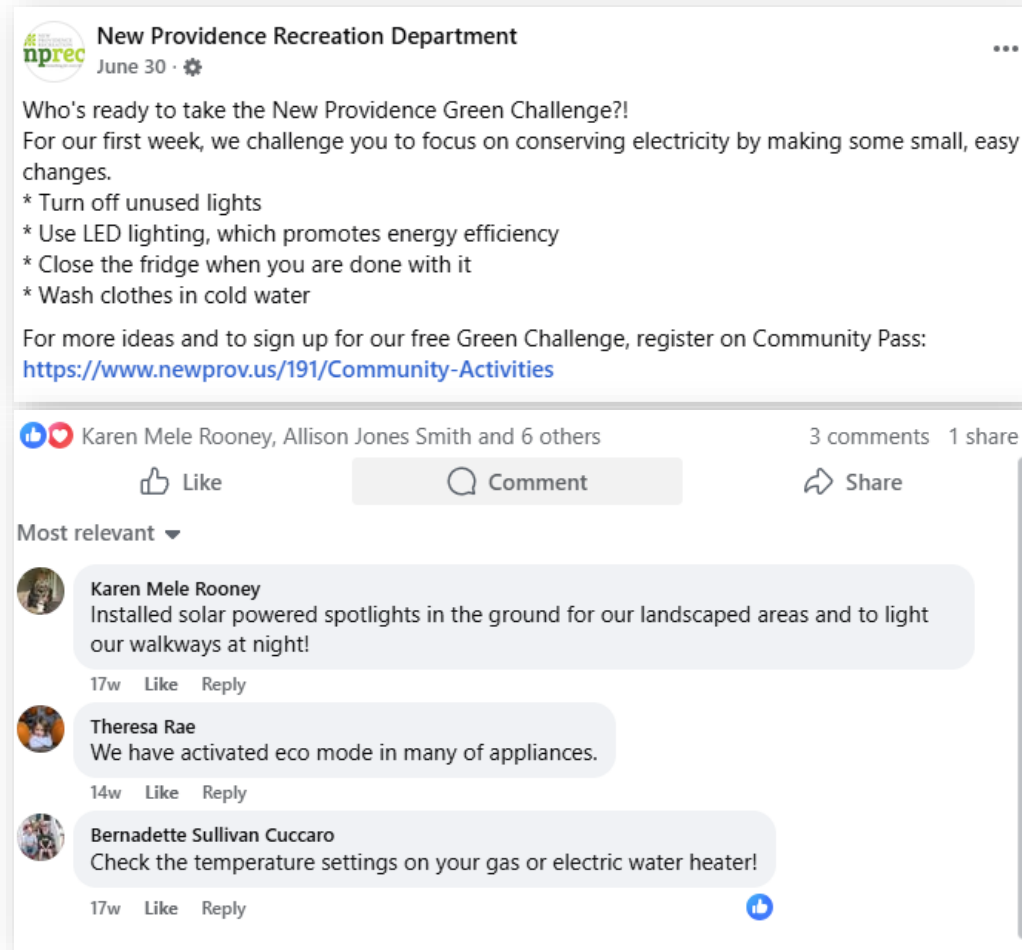 nprec
New Providence Recreation Department
June 30 ·
Who's ready to take the New Providence Green Challenge?!
For our first week, we challenge you to focus on conserving electricity by making some small, easy
changes.
* Turn off unused lights
* Use LED lighting, which promotes energy efficiency
* Close the fridge when you are done with it
* Wash clothes in cold water
For more ideas and to sign up for our free Green Challenge, register on Community Pass:
https://www.newprov.us/191/Community-Activities
Karen Mele Rooney, Allison Jones Smith and 6 others 3 comments 1 share
Like Comment Share
Most relevant
Karen Mele Rooney
Installed solar powered spotlights in the ground for our landscaped areas and to light
our walkways at night!
17w Like Reply
Theresa Rae
We have activated eco mode in many of appliances.
14w Like Reply
Bernadette Sullivan Cuccaro
Check the temperature settings on your gas or electric water heater!
17w Like Reply